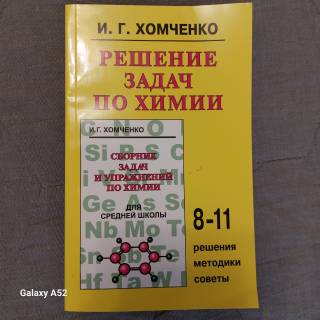 И. Г. ХОМЧЕНКО
РЕШЕНИЕ
ЗАДАЧ
ПО ХИМИИ
И.Г. ХОМЧЕНКО
СБОРНИК
ЗАДАЧ
И УПРАЖНЕНИЙ
ПО ХИМИИ
ДЛЯ
СРЕДНЕЙ ШКОЛЫ
8-11
решения
методики
советы
Galaxy A52